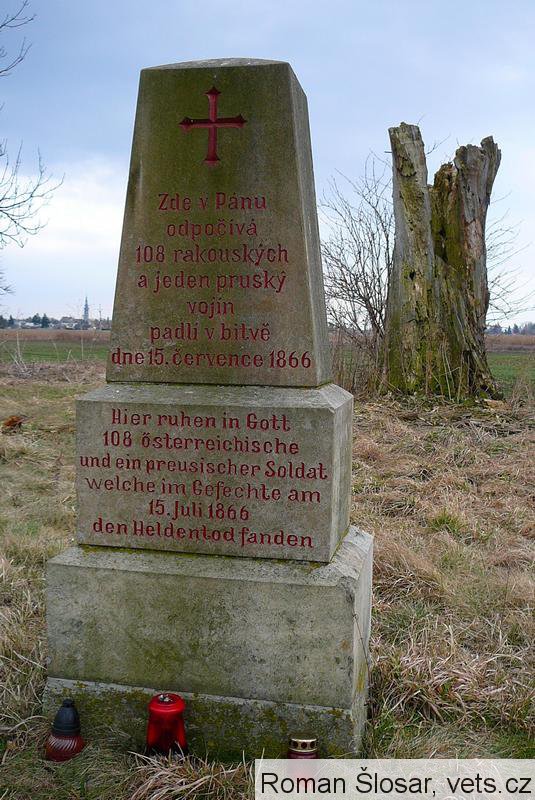 Zde v Pánu
odpočívá
108 rakouských
a jeden pruský
vojín
padli v bitvě
dne 15. července 1866
Hier ruhen in Gott
108 österreichische
und ein preusischer Soldat
welche im Gefechte am
15. Juli 1866
den Heldentod fanden
Roman Šlosar, vets.cz